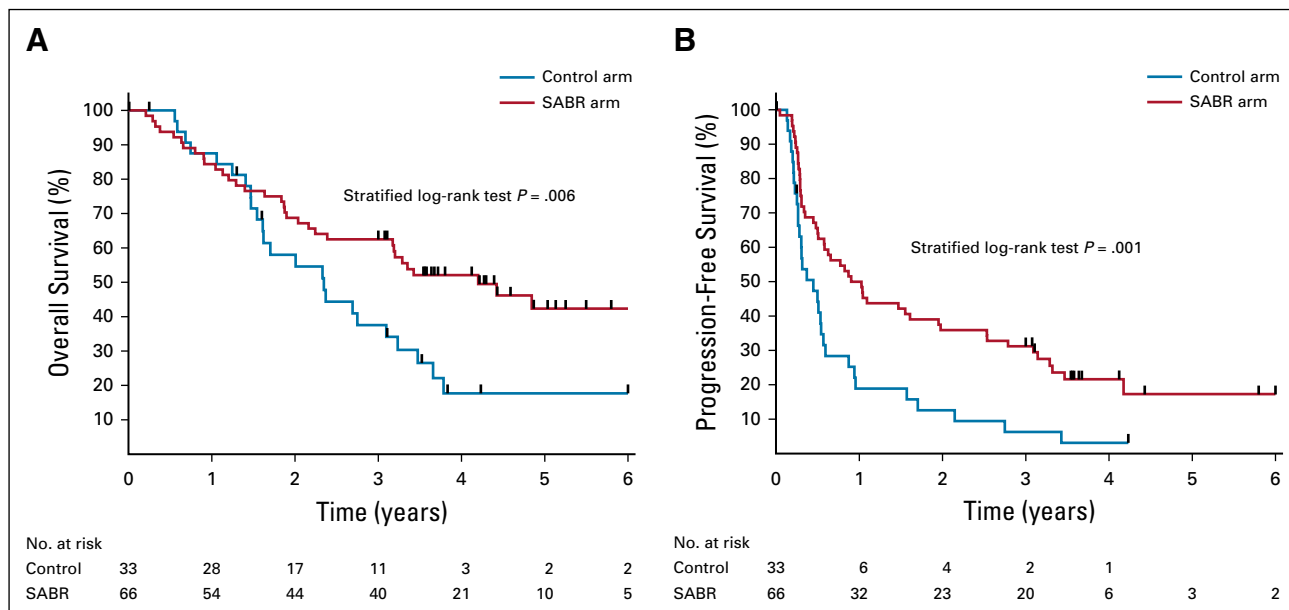 A
Control arm
SABR arm
100
90
80
70
60
50
40
30
20
10
Overall Survival (%)
Stratified log-rank test P = .006
0 1 2 3 4 5 6
Time (years)
No. at risk
Control 33 28 17 11 3 2 2
SABR 66 54 44 40 21 10 5
B
Control arm
SABR arm
100
90
80
70
60
50
40
30
20
10
Progression-Free Survival (%)
Stratified log-rank test P = .001
0 1 2 3 4 5 6
Time (years)
No. at risk
Control 33 6 4 2 1
SABR 66 32 23 20 6 3 2